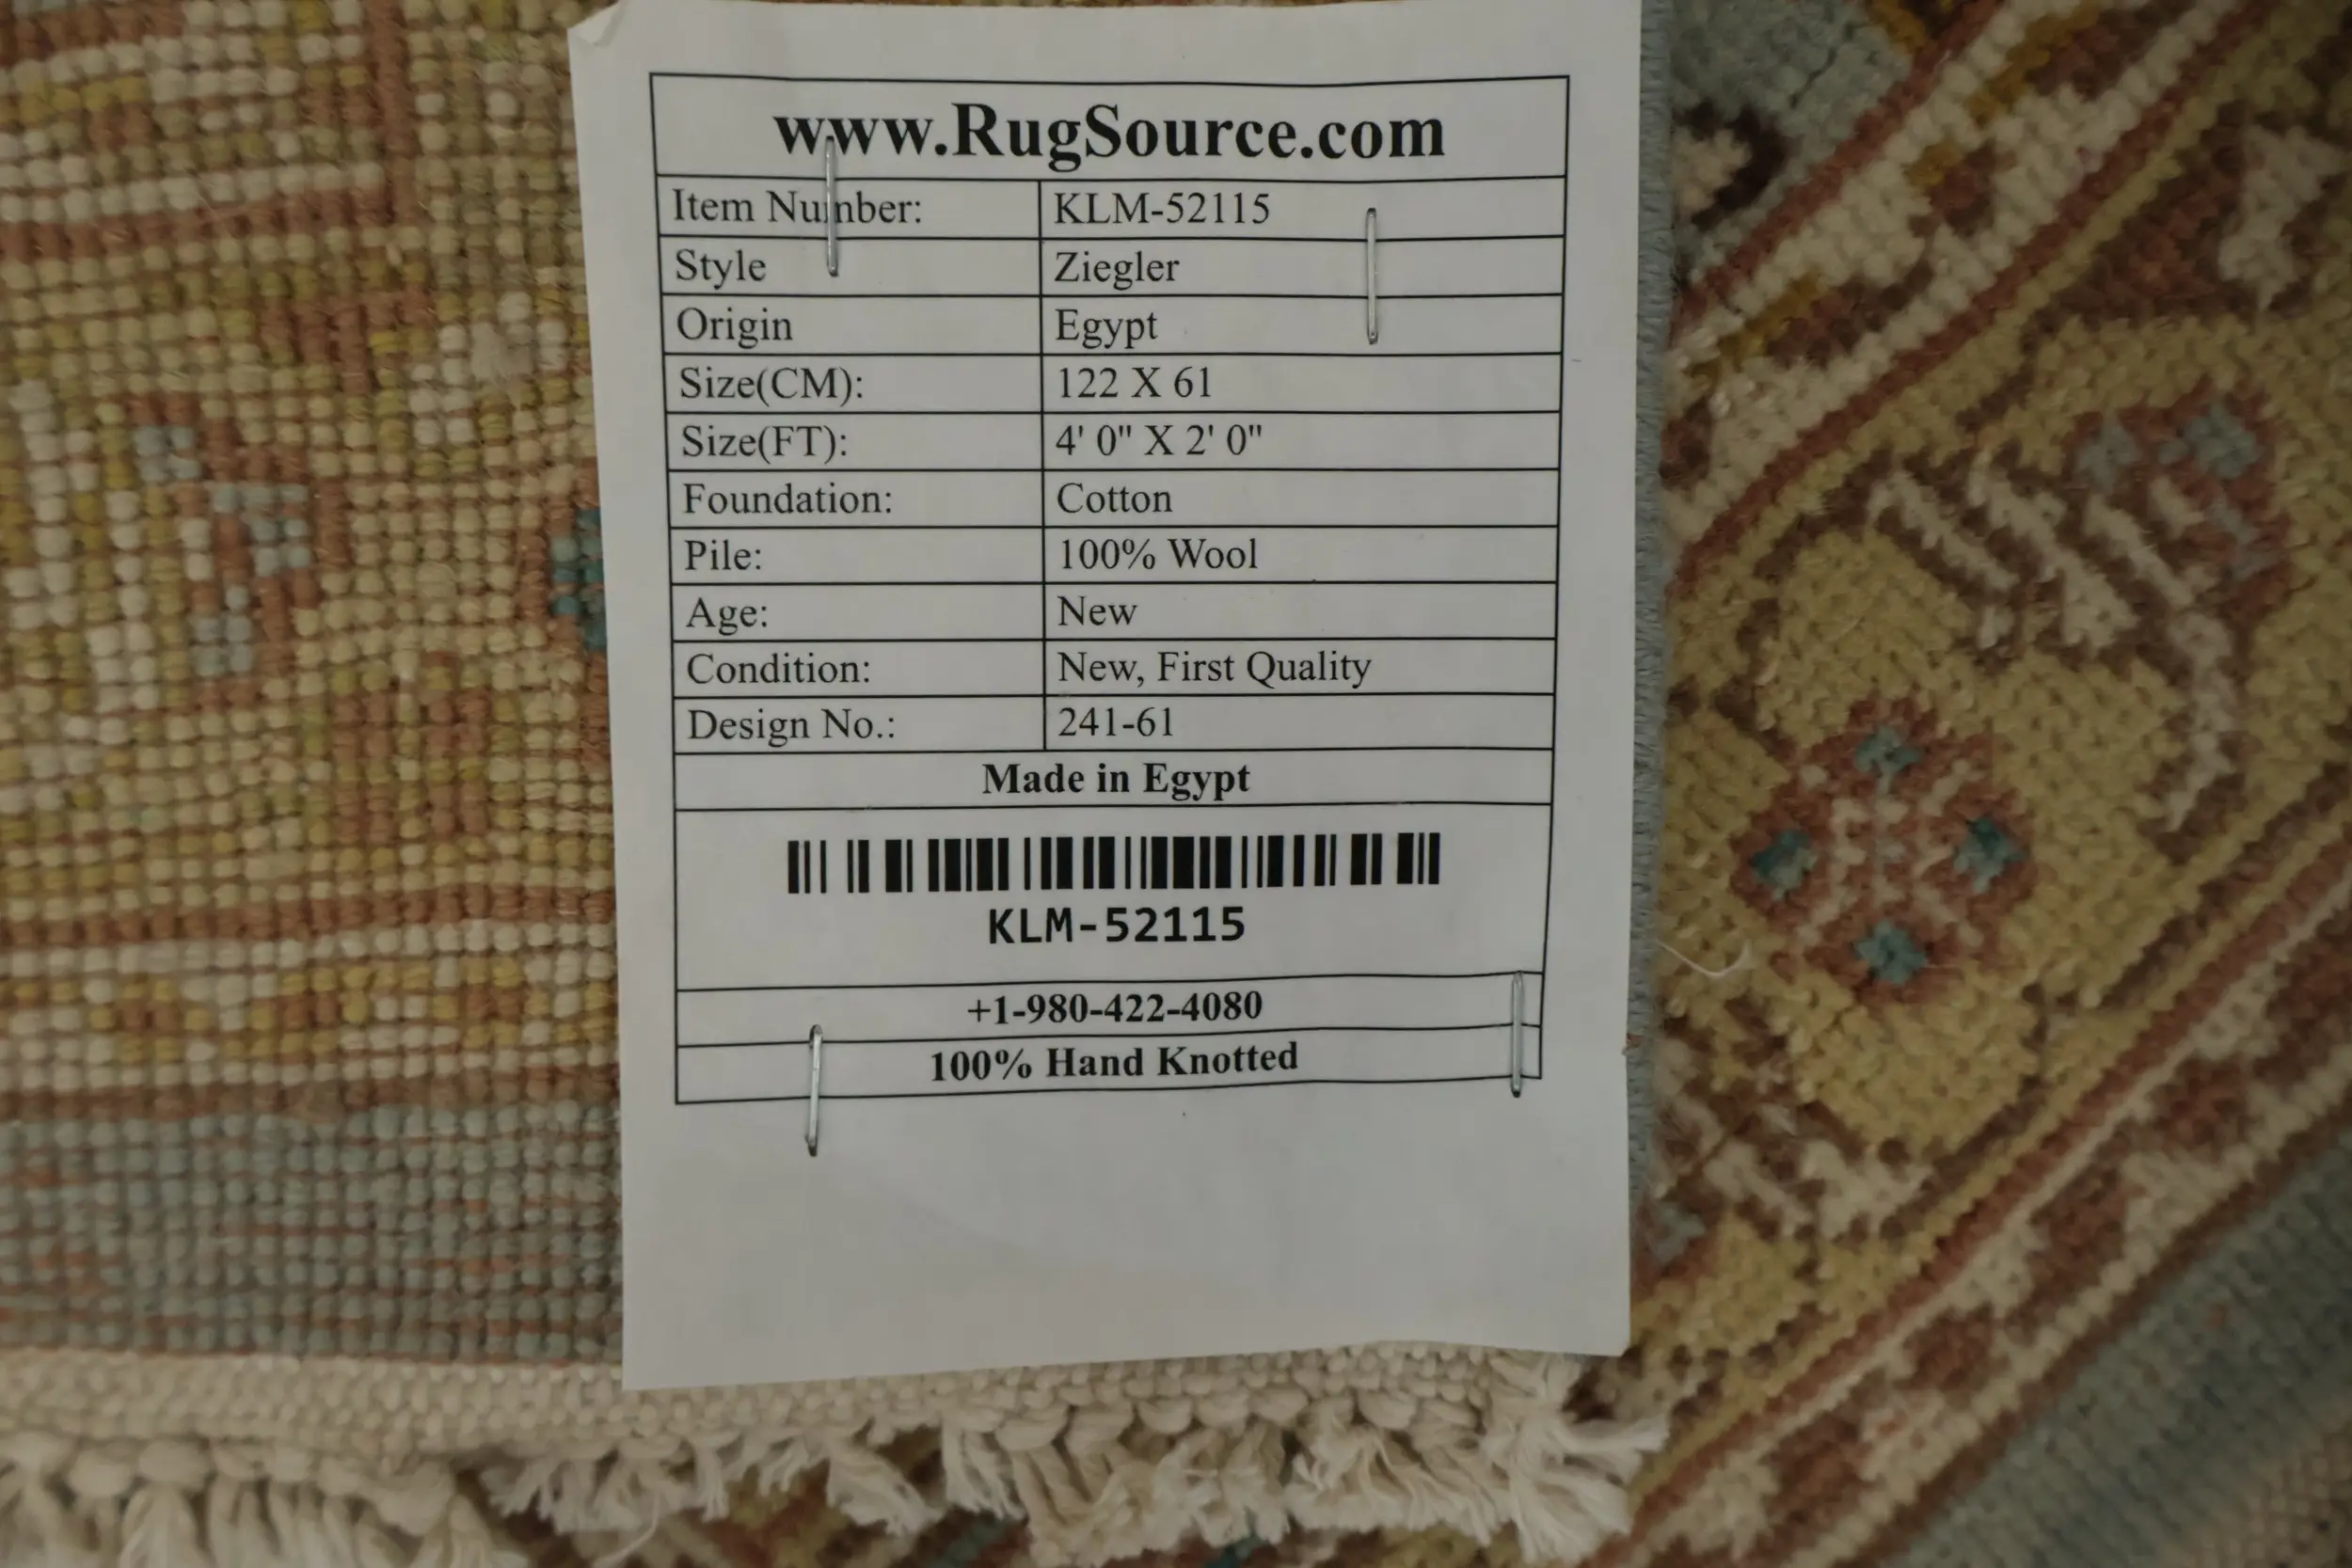 www.RugSource.com
Item Number: KLM-52115
Style Ziegler
Origin Egypt
Size(CM): 122 X 61
Size(FT): 4' 0" X 2' 0"
Foundation: Cotton
Pile: 100% Wool
Age: New
Condition: New, First Quality
Design No.: 241-61
Made in Egypt
KLM-52115
+1-980-422-4080
100% Hand Knotted